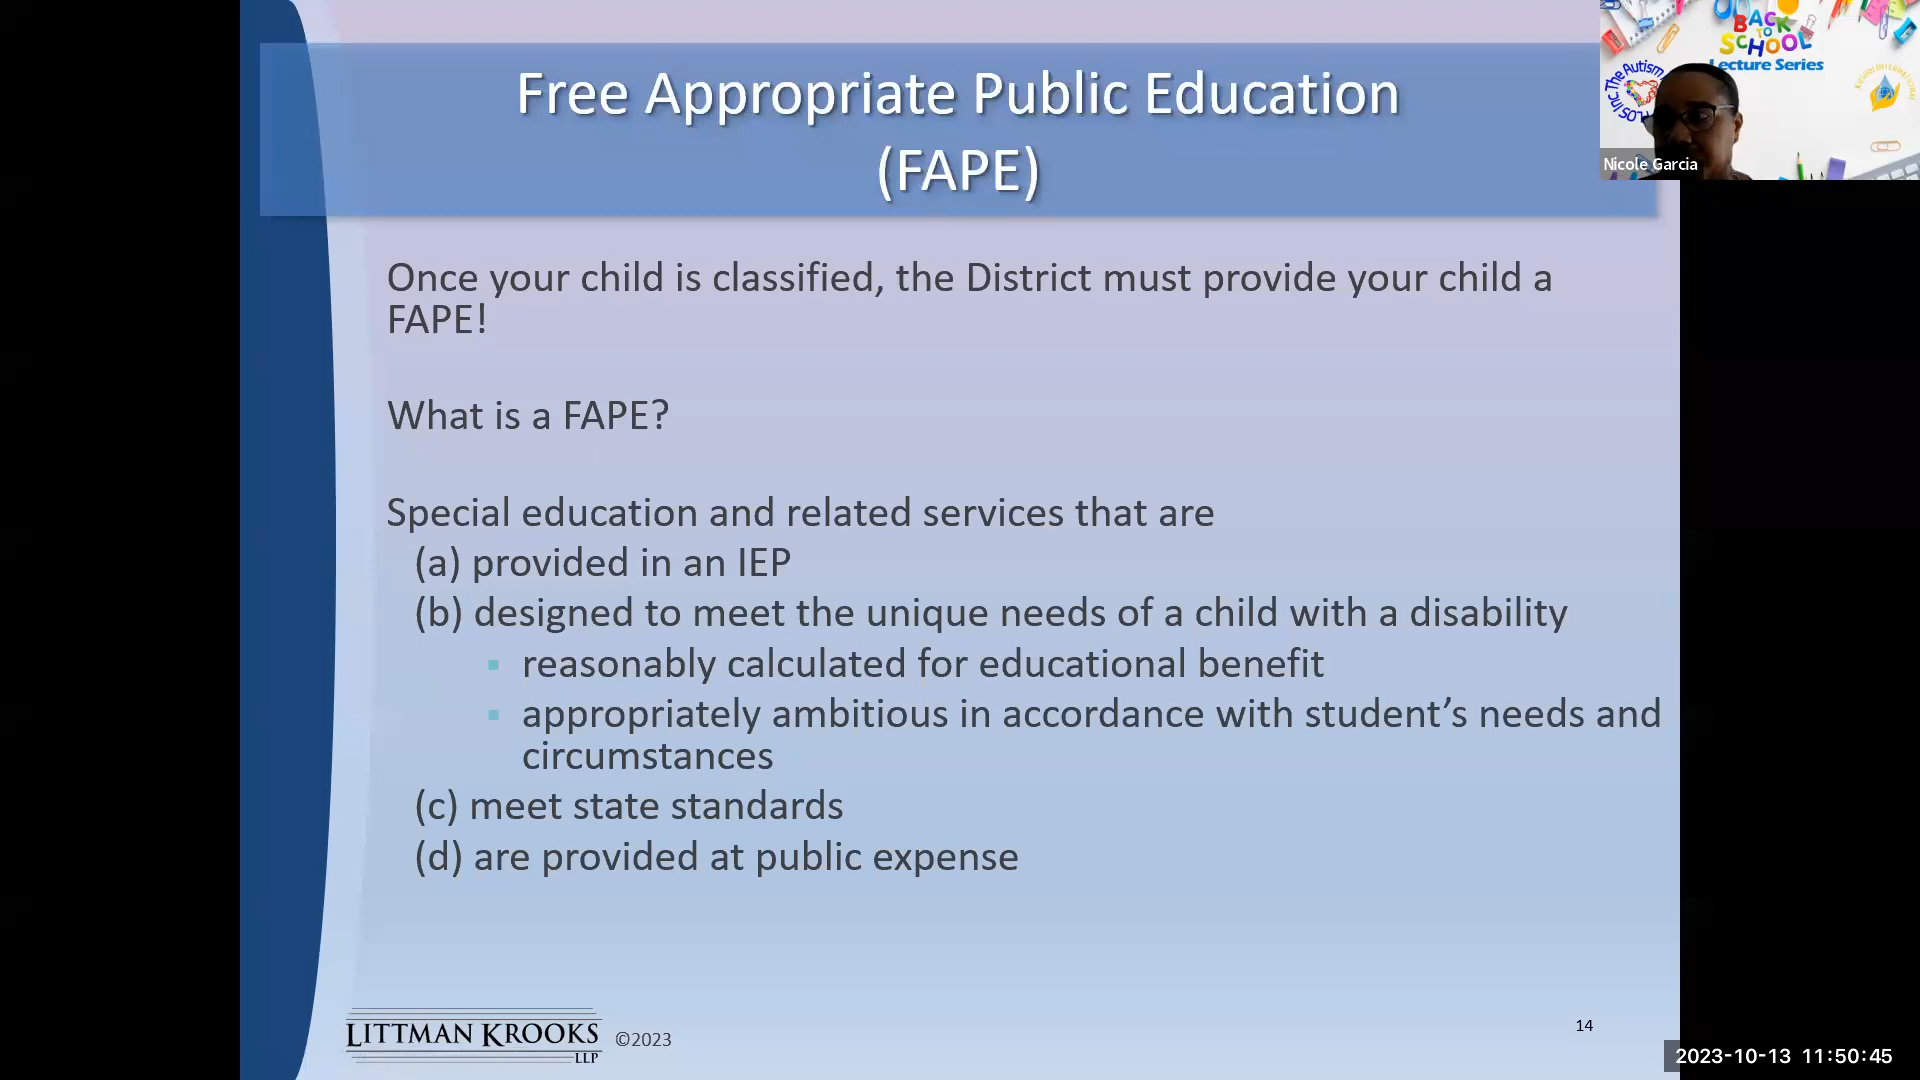 Free Appropriate Public Education
(FAPE)
Once your child is classified, the District must provide your child a
FAPE!
What is a FAPE?
Special education and related services that are
(a) provided in an IEP
(b) designed to meet the unique needs of a child with a disability
▪ reasonably calculated for educational benefit
▪ appropriately ambitious in accordance with student’s needs and
circumstances
(c) meet state standards
(d) are provided at public expense
LITTMAN KROOKS
LLP
©2023
14
BACK
TO
SCHOOL
Lecture Series
Inc. The Autism
Nicole Garcia
2023-10-13 11:50:45